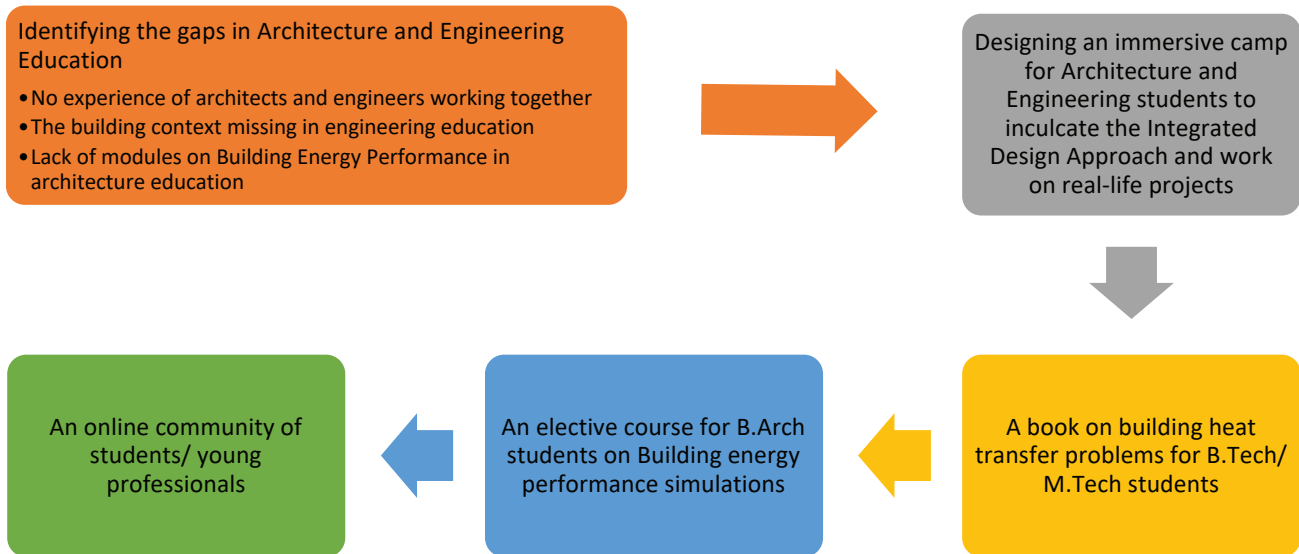 Identifying the gaps in Architecture and Engineering
Education
•No experience of architects and engineers working together
•The building context missing in engineering education
•Lack of modules on Building Energy Performance in
architecture education
Designing an immersive camp
for Architecture and
Engineering students to
inculcate the Integrated
Design Approach and work
on real-life projects
A book on building heat
transfer problems for B.Tech/
M.Tech students
An elective course for B.Arch
students on Building energy
performance simulations
An online community of
students/ young
professionals